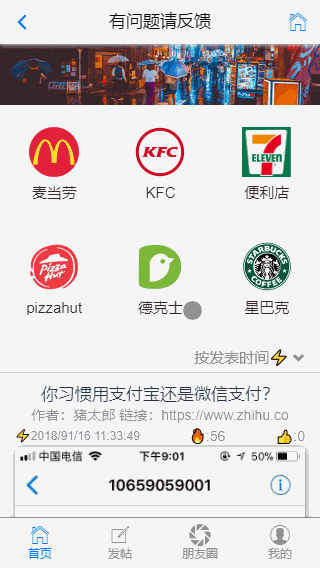 有问题请反馈
麦当劳
KFC
KFC
7
ELEVEN
便利店
Pizza Hut
pizzahut
德克士
STARBUCKS COFFEE
星巴克
按发表时间
你习惯用支付宝还是微信支付?
作者：猪太郎 链接：https://www.zhihu.co
2018/91/16 11:33:49
:56
:0
中国电信
下午9:01
50%
10659059001
首页
发帖
朋友圈
我的